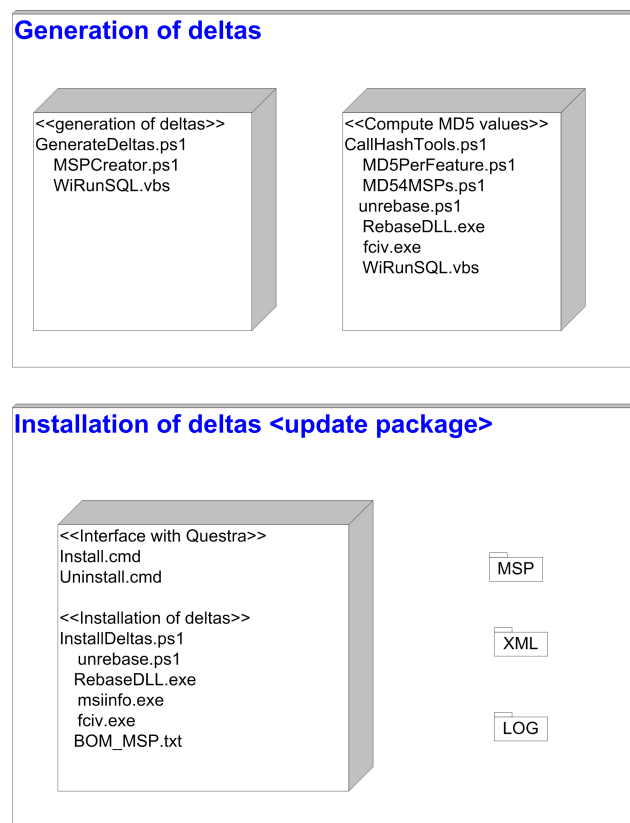 Generation of deltas
<<generation of deltas>>
GenerateDeltas.ps1
MSPCreator.ps1
WiRunSQL.vbs
<<Compute MD5 values>>
CallHashTools.ps1
MD5PerFeature.ps1
MD54MSPs.ps1
unrebase.ps1
RebaseDLL.exe
fciv.exe
WiRunSQL.vbs
Installation of deltas <update package>
<<Interface with Questra>>
Install.cmd
Uninstall.cmd
<<Installation of deltas>>
InstallDeltas.ps1
unrebase.ps1
RebaseDLL.exe
msiinfo.exe
fciv.exe
BOM_MSP.txt
MSP
XML
LOG